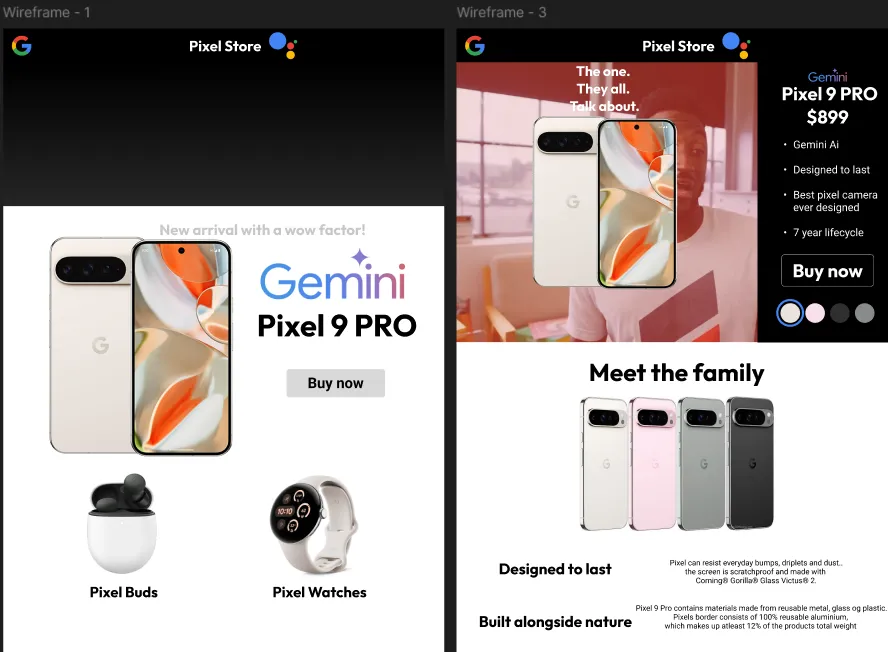 Wireframe - 1
Pixel Store
New arrival with a wow factor!
Gemini
Pixel 9 PRO
Buy now
10:10
Pixel Buds
Pixel Watches
Wireframe - 3
Pixel Store
The one.
They all.
Talk about.
Gemini
Pixel 9 PRO
$899
• Gemini Ai
• Designed to last
• Best pixel camera
ever designed
• 7 year lifecycle
Buy now
Meet the family
Designed to last
Pixel can resist everyday bumps, driplets and dust..
the screen is scratchproof and made with
Corning® Gorilla® Glass Victus® 2.
Built alongside nature
Pixel 9 Pro contains materials made from reusable metal, glass og plastic.
Pixels border consists of 100% reusable aluminium,
which makes up atleast 12% of the products total weight